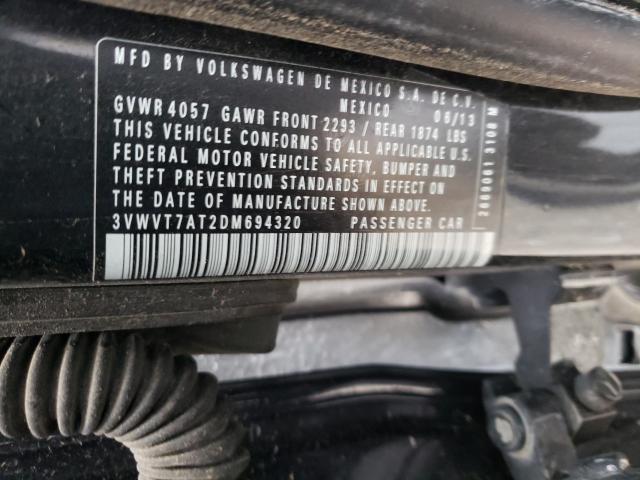 MFD BY VOLKSWAGEN DE MEXICO S.A. DE C.V.
MEXICO 06/13
GVWR 4057 GAWR FRONT 2293 / REAR 1874 LBS
THIS VEHICLE CONFORMS TO ALL APPLICABLE U.S.
FEDERAL MOTOR VEHICLE SAFETY, BUMPER AND
THEFT PREVENTION STANDARDS IN EFFECT ON
THE DATE OF MANUFACTURE SHOWN ABOVE.
3VWVT7AT2DM694320 PASSENGER CAR